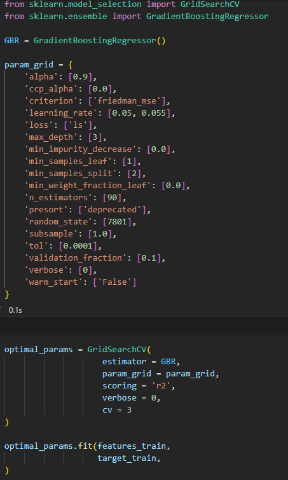 from sklearn.model_selection import GridSearchCV
from sklearn.ensemble import GradientBoostingRegressor
GBR = GradientBoostingRegressor()
param_grid = {
'alpha': [0.9],
'ccp_alpha': [0.0],
'criterion': ['friedman_mse'],
'learning_rate': [0.05, 0.055],
'loss': ['ls'],
'max_depth': [3],
'min_impurity_decrease': [0.0],
'min_samples_leaf': [1],
'min_samples_split': [2],
'min_weight_fraction_leaf': [0.0],
'n_estimators': [90],
'presort': ['deprecated'],
'random_state': [7801],
'subsample': [1.0],
'tol': [0.0001],
'validation_fraction': [0.1],
'verbose': [0],
'warm_start': ['False']
}
0.1s
optimal_params = GridSearchCV(
estimator = GBR,
param_grid = param_grid,
scoring = 'r2',
verbose = 0,
cv = 3
)
optimal_params.fit(features_train,
target_train,
)